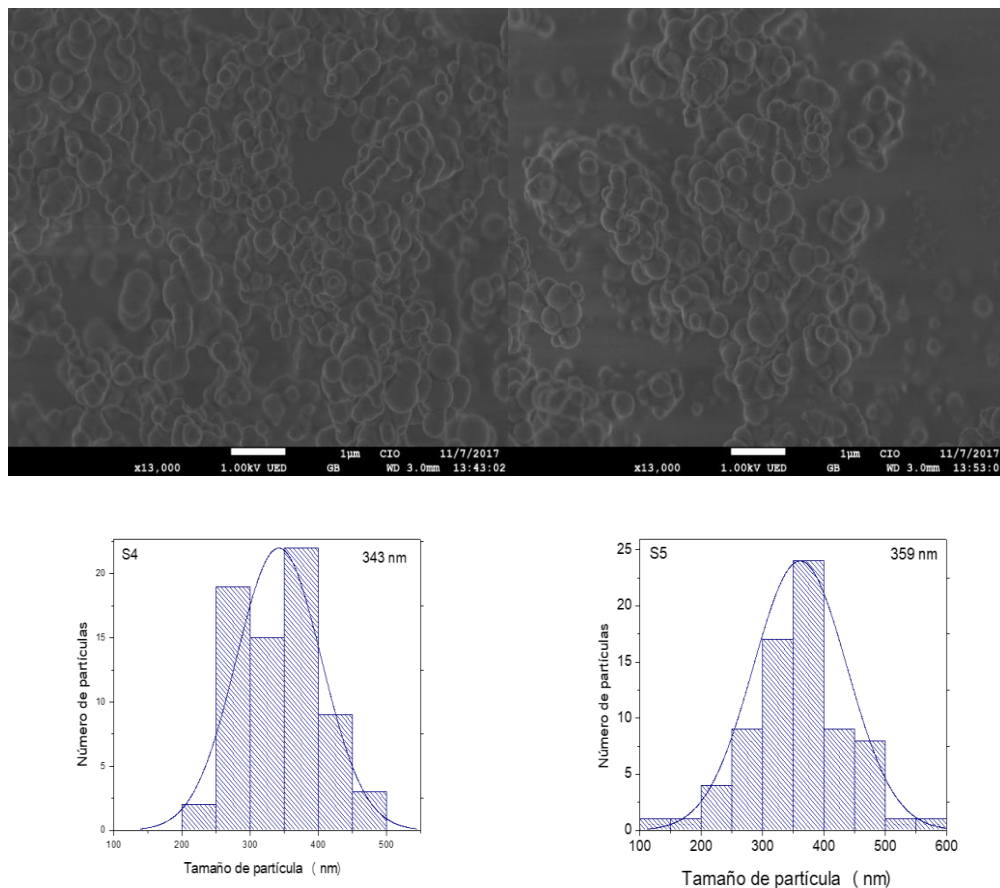 1µm CIO 11/7/2017
x13,000 1.00kV UED GB WD 3.0mm 13:43:02
1µm CIO 11/7/2017
x13,000 1.00kV UED GB WD 3.0mm 13:53:0
S4 343 nm
Número de partículas
20
15
10
5
0
100 200 300 400 500
Tamaño de partícula ( nm)
S5 359 nm
Número de partículas
25
20
15
10
5
0
100 200 300 400 500 600
Tamaño de partícula ( nm)